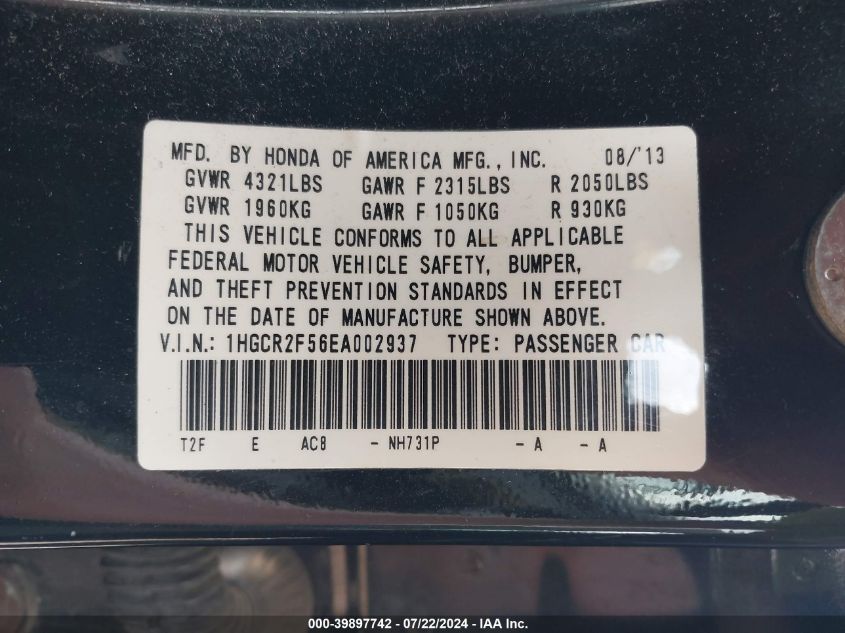 MFD. BY HONDA OF AMERICA MFG., INC. 08/'13
GVWR 4321LBS GAWR F 2315LBS R 2050LBS
GVWR 1960KG GAWR F 1050KG R 930KG
THIS VEHICLE CONFORMS TO ALL APPLICABLE
FEDERAL MOTOR VEHICLE SAFETY, BUMPER,
AND THEFT PREVENTION STANDARDS IN EFFECT
ON THE DATE OF MANUFACTURE SHOWN ABOVE.
V.I.N.: 1HGCR2F56EA002937 TYPE: PASSENGER CAR
T2F E AC8 - NH731P - A - A
000-39897742 - 07/22/2024 - IAA Inc.